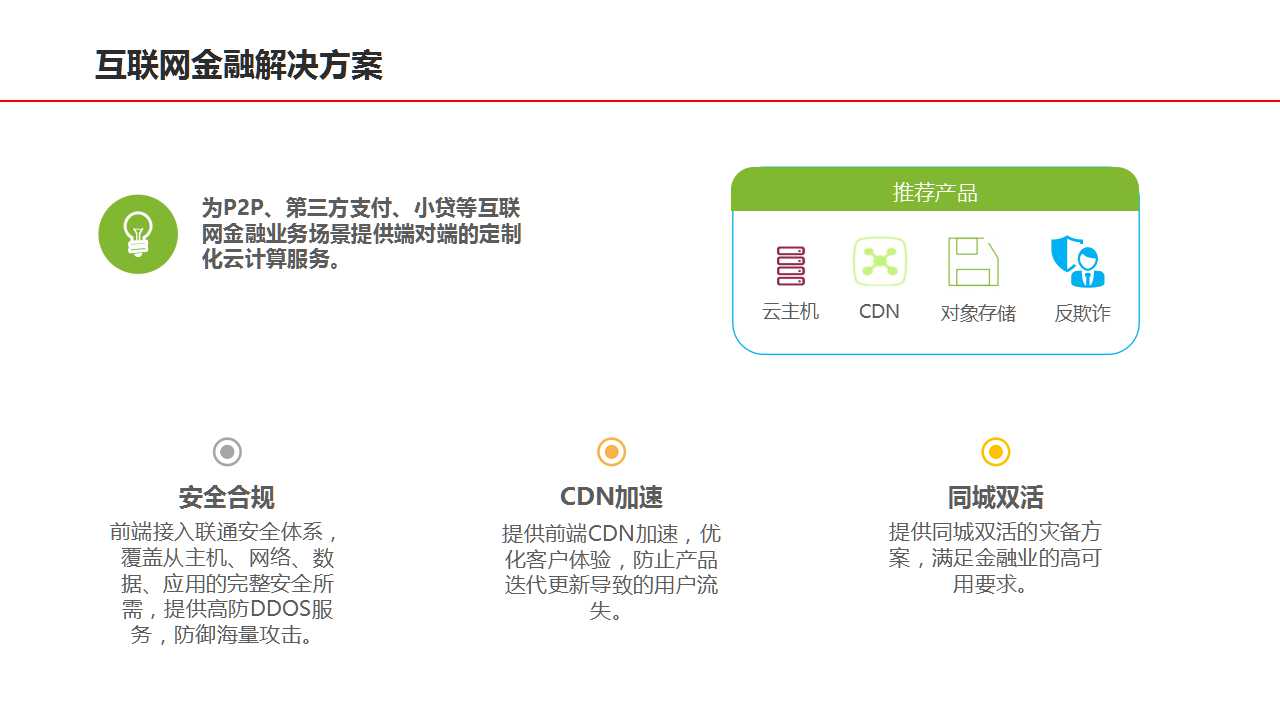 互联网金融解决方案
为P2P、第三方支付、小贷等互联
网金融业务场景提供端对端的定制
化云计算服务。
推荐产品
云主机
CDN
对象存储
反欺诈
安全合规
前端接入联通安全体系，
覆盖从主机、网络、数
据、应用的完整安全所
需，提供高防DDOS服
务，防御海量攻击。
CDN加速
提供前端CDN加速，优
化客户体验，防止产品
迭代更新导致的用户流
失。
同城双活
提供同城双活的灾备方
案，满足金融业的高可
用要求。